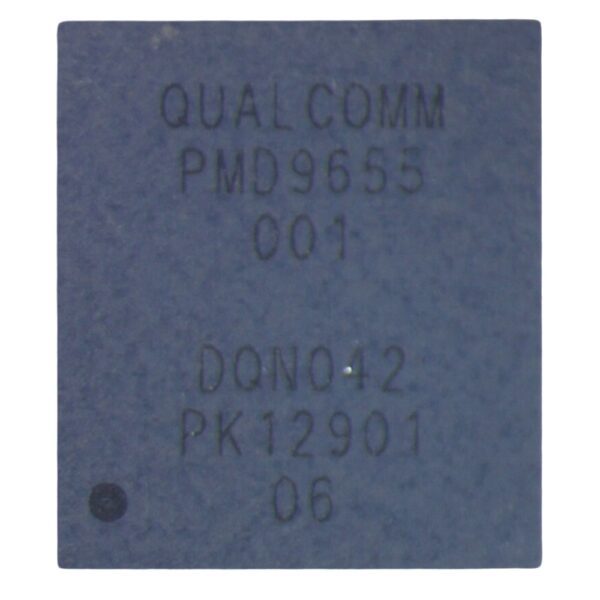 QUALCOMM
PMD9655
001
DQN042
PK12901
06